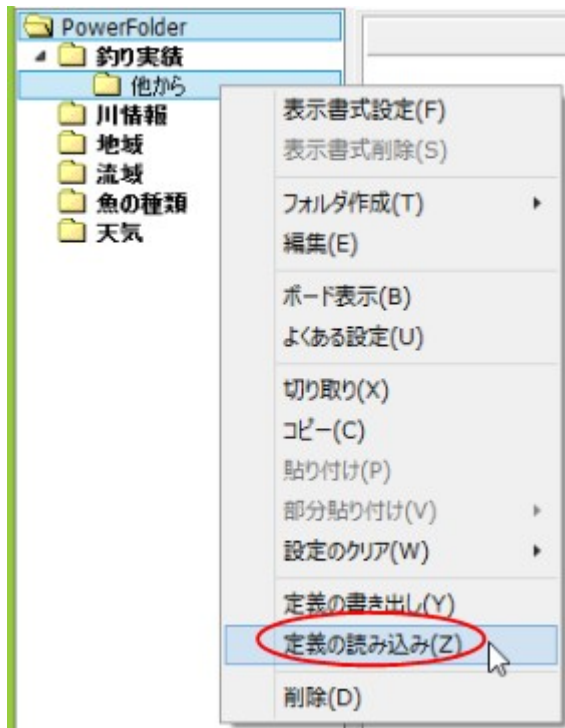 PowerFolder
釣り実績
他から
川情報
地域
流域
魚の種類
天気
表示書式設定(F)
表示書式削除(S)
フォルダ作成(T)
編集(E)
ボード表示(B)
よくある設定(U)
切り取り(X)
コピー(C)
貼り付け(P)
部分貼り付け(V)
設定のクリア(W)
定義の書き出し(Y)
定義の読み込み(Z)
削除(D)